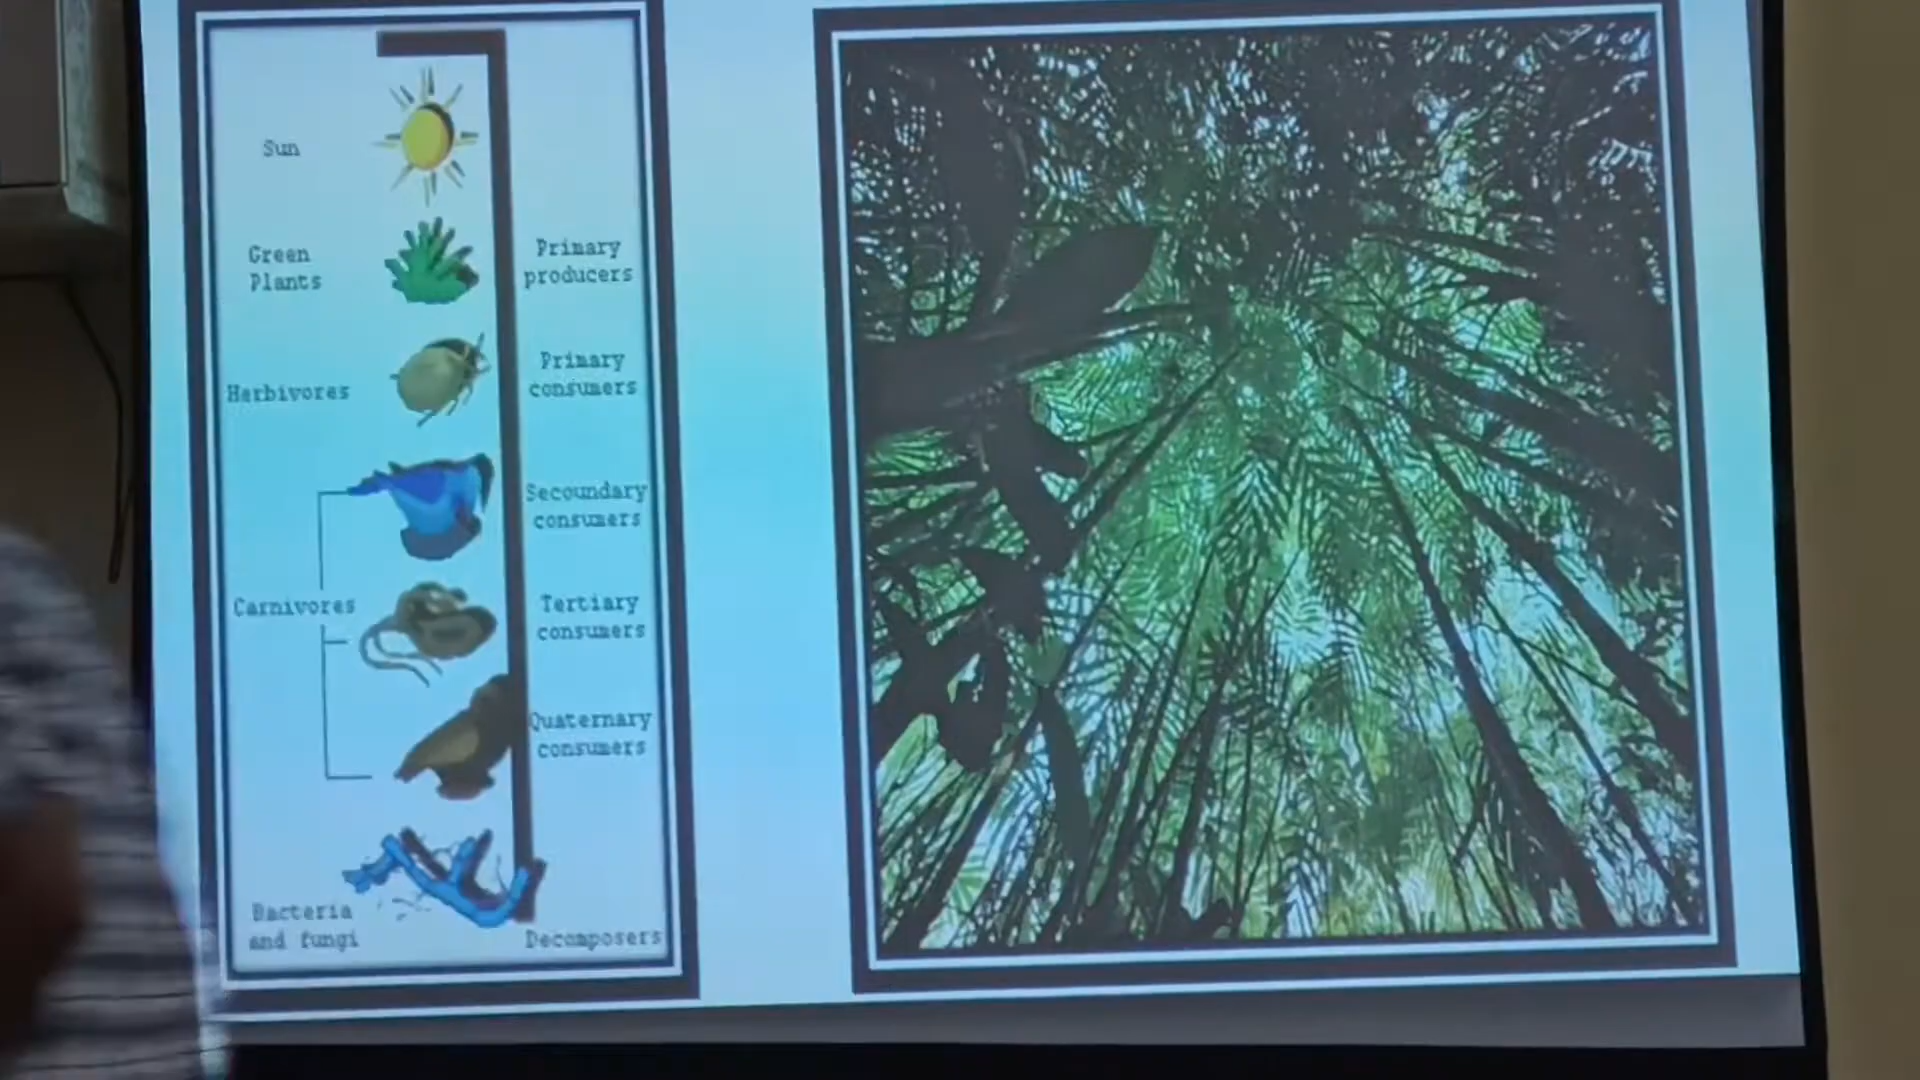 Sun
Green
Plants
Primary
producers
Herbivores
Primary
consumers
Secoundary
consumers
Carnivores
Tertiary
consumers
Quaternary
consumers
Bacteria
and fungi
Decomposers